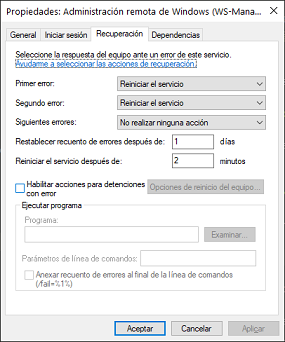 Propiedades: Administración remota de Windows (WS-Mana...
General
Iniciar sesión
Recuperación
Dependencias
Seleccione la respuesta del equipo ante un error de este servicio.
Ayudarme a seleccionar las acciones de recuperación.
Primer error:
Reiniciar el servicio
Segundo error:
Reiniciar el servicio
Siguientes errores:
No realizar ninguna acción
Restablecer recuento de errores después de:
1
días
Reiniciar el servicio después de:
2
minutos
Habilitar acciones para detenciones
con error
Opciones de reinicio del equipo...
Ejecutar programa
Programa:
Examinar...
Parámetros de línea de comandos:
Anexar recuento de errores al final de la línea de comandos
(/fail=%1%)
Aceptar
Cancelar
Aplicar